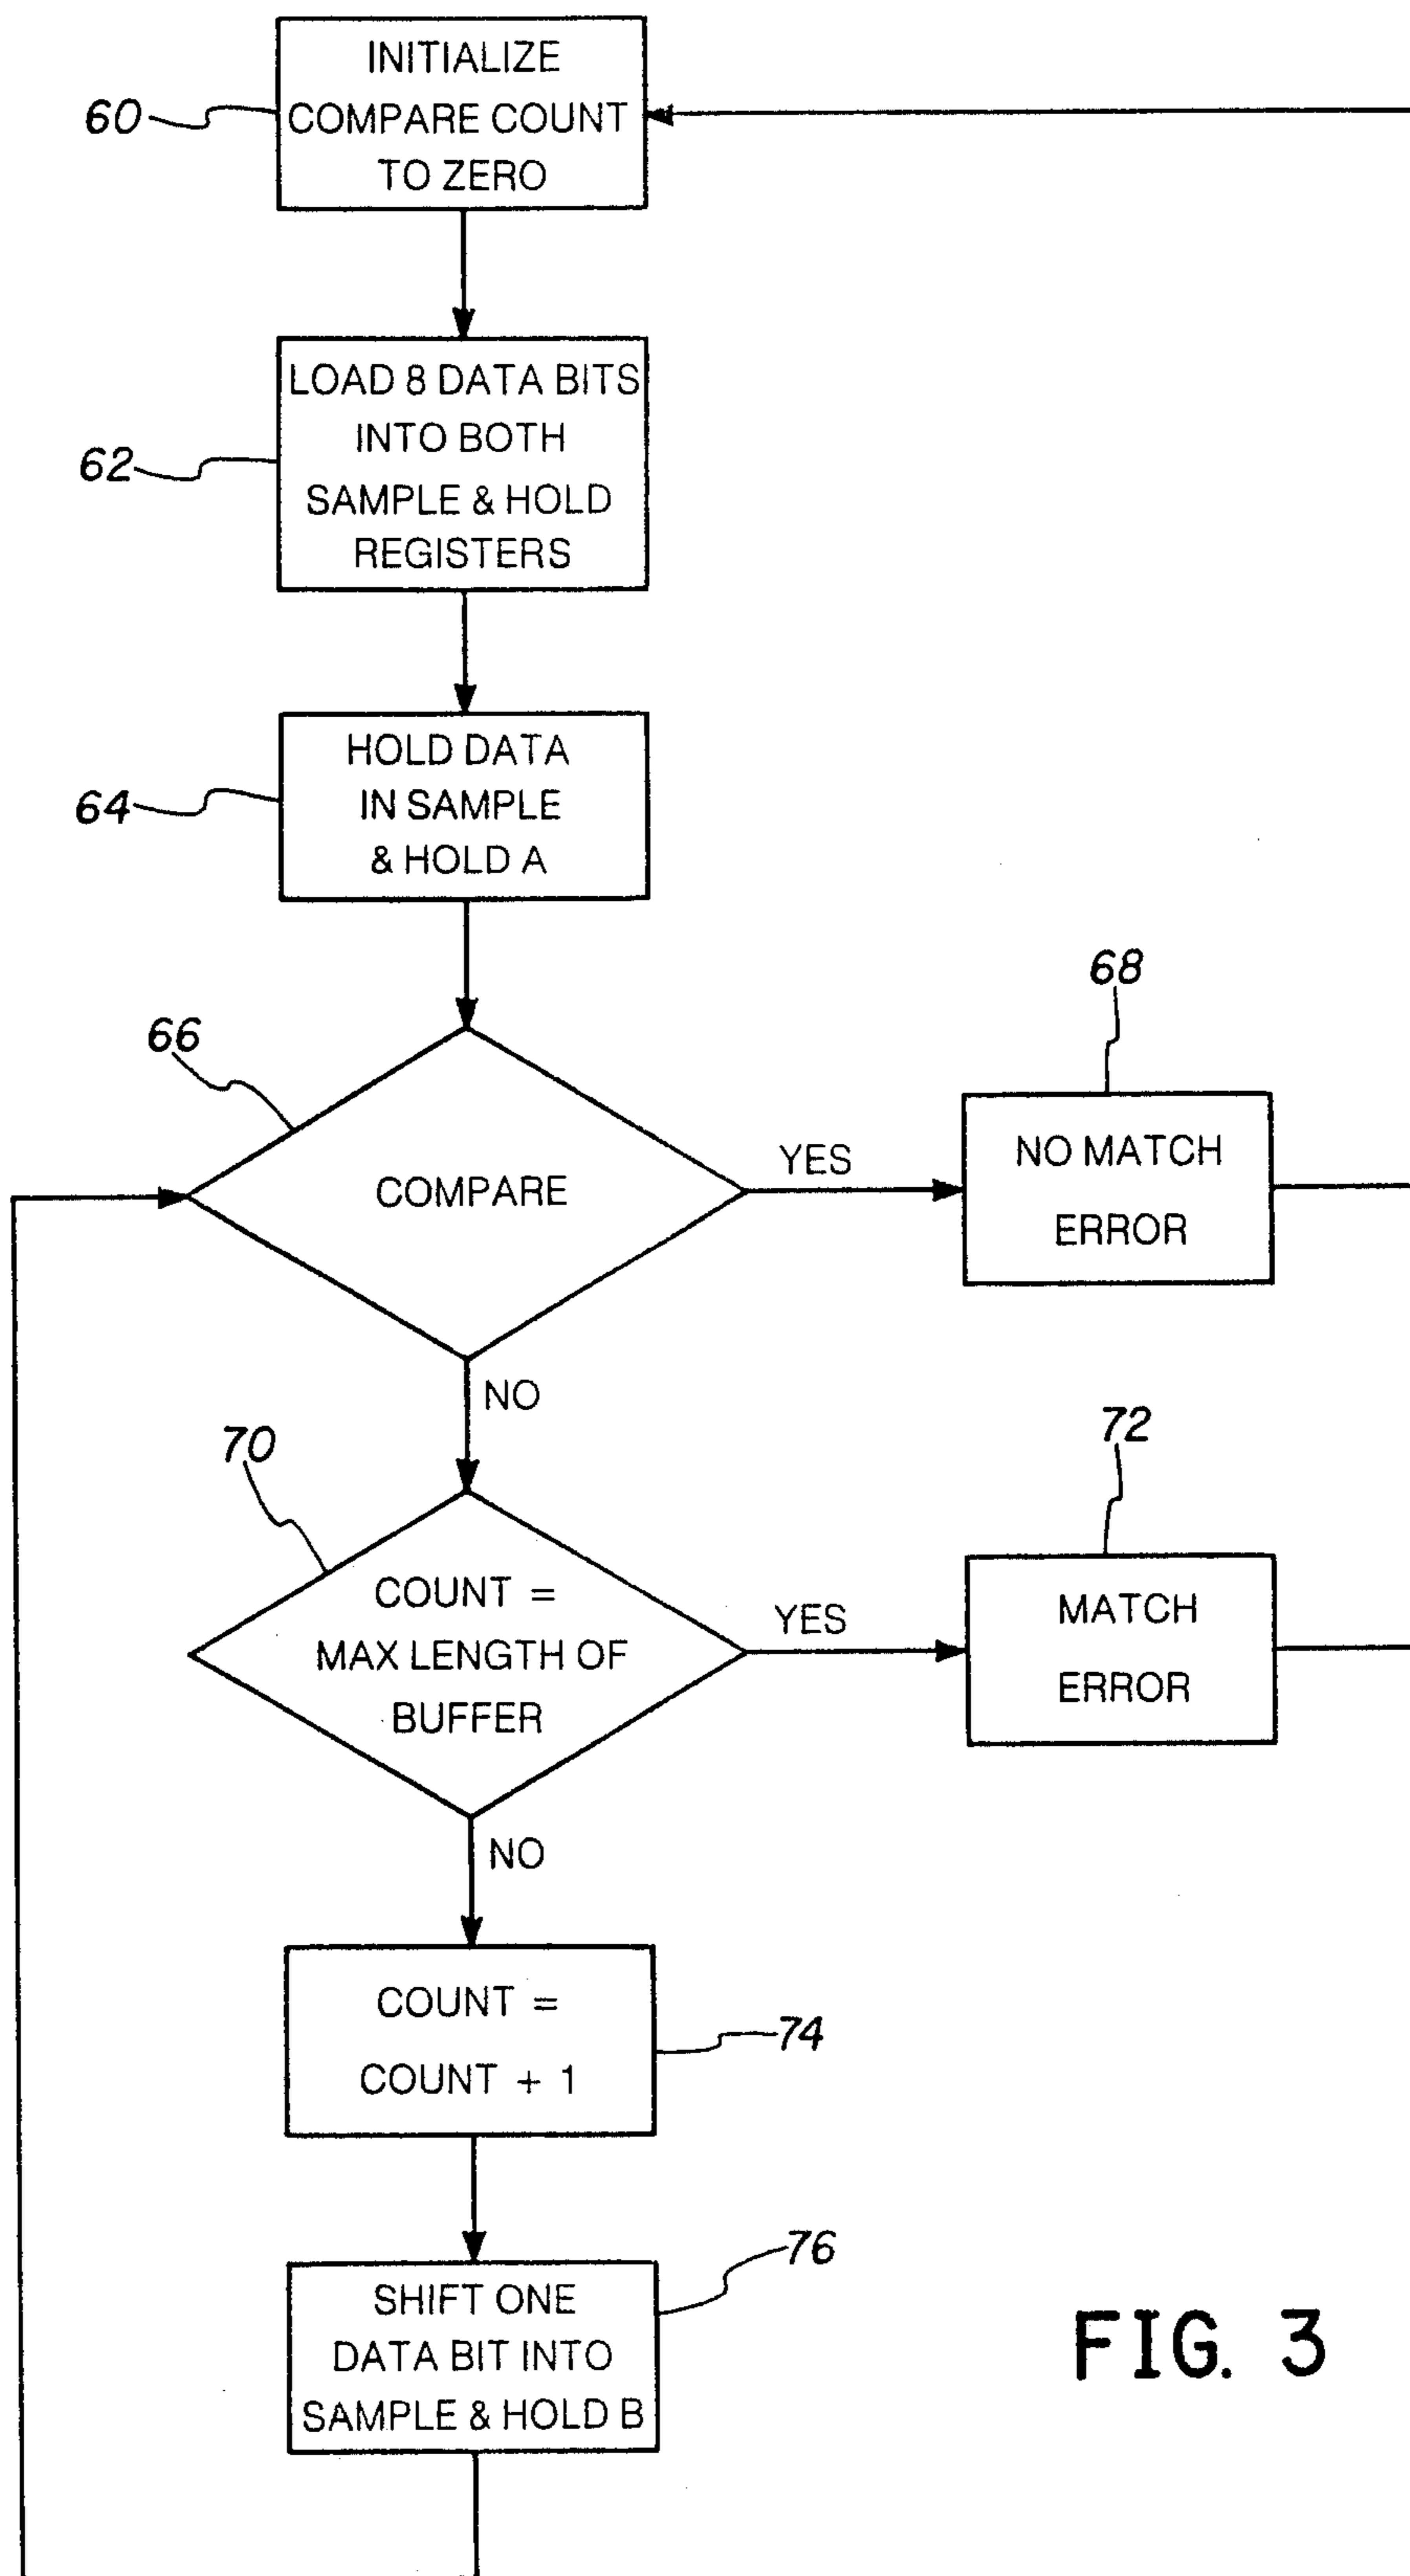 INITIALIZE
COMPARE COUNT
TO ZERO
60
LOAD 8 DATA BITS
INTO BOTH
SAMPLE & HOLD
REGISTERS
62
HOLD DATA
IN SAMPLE
& HOLD A
64
66
COMPARE
YES
68
NO MATCH
ERROR
NO
70
COUNT =
MAX LENGTH OF
BUFFER
YES
72
MATCH
ERROR
NO
COUNT =
COUNT + 1
74
SHIFT ONE
DATA BIT INTO
SAMPLE & HOLD B
76
FIG. 3